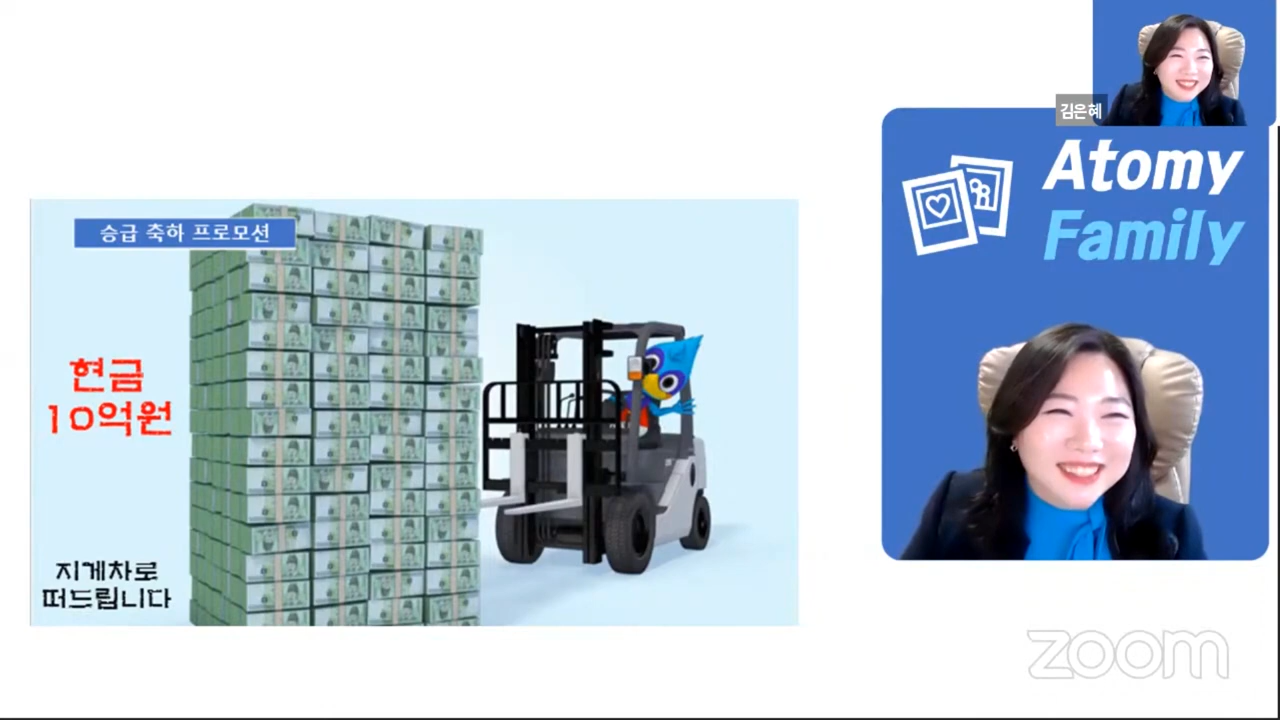 승급 축하 프로모션
현금
10억원
지게차로
떠드립니다
김은혜
Atomy
Family
zoom